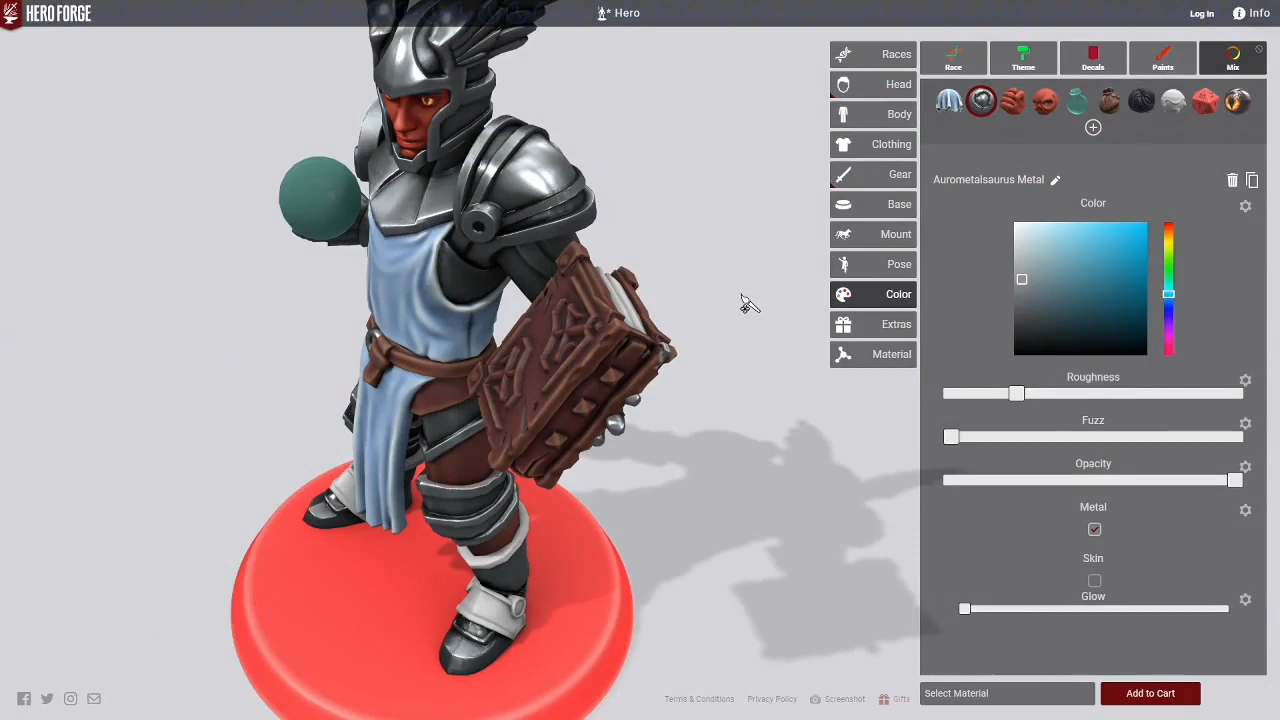 HERO FORGE
* Hero
Log In
Info
Races
Head
Body
Clothing
Gear
Base
Mount
Pose
Color
Extras
Material
Race
Theme
Decals
Paints
Mix
Aurometalsaurus Metal
Color
Roughness
Fuzz
Opacity
Metal
Skin
Glow
Terms & Conditions
Privacy Policy
Screenshot
Gifts
Select Material
Add to Cart